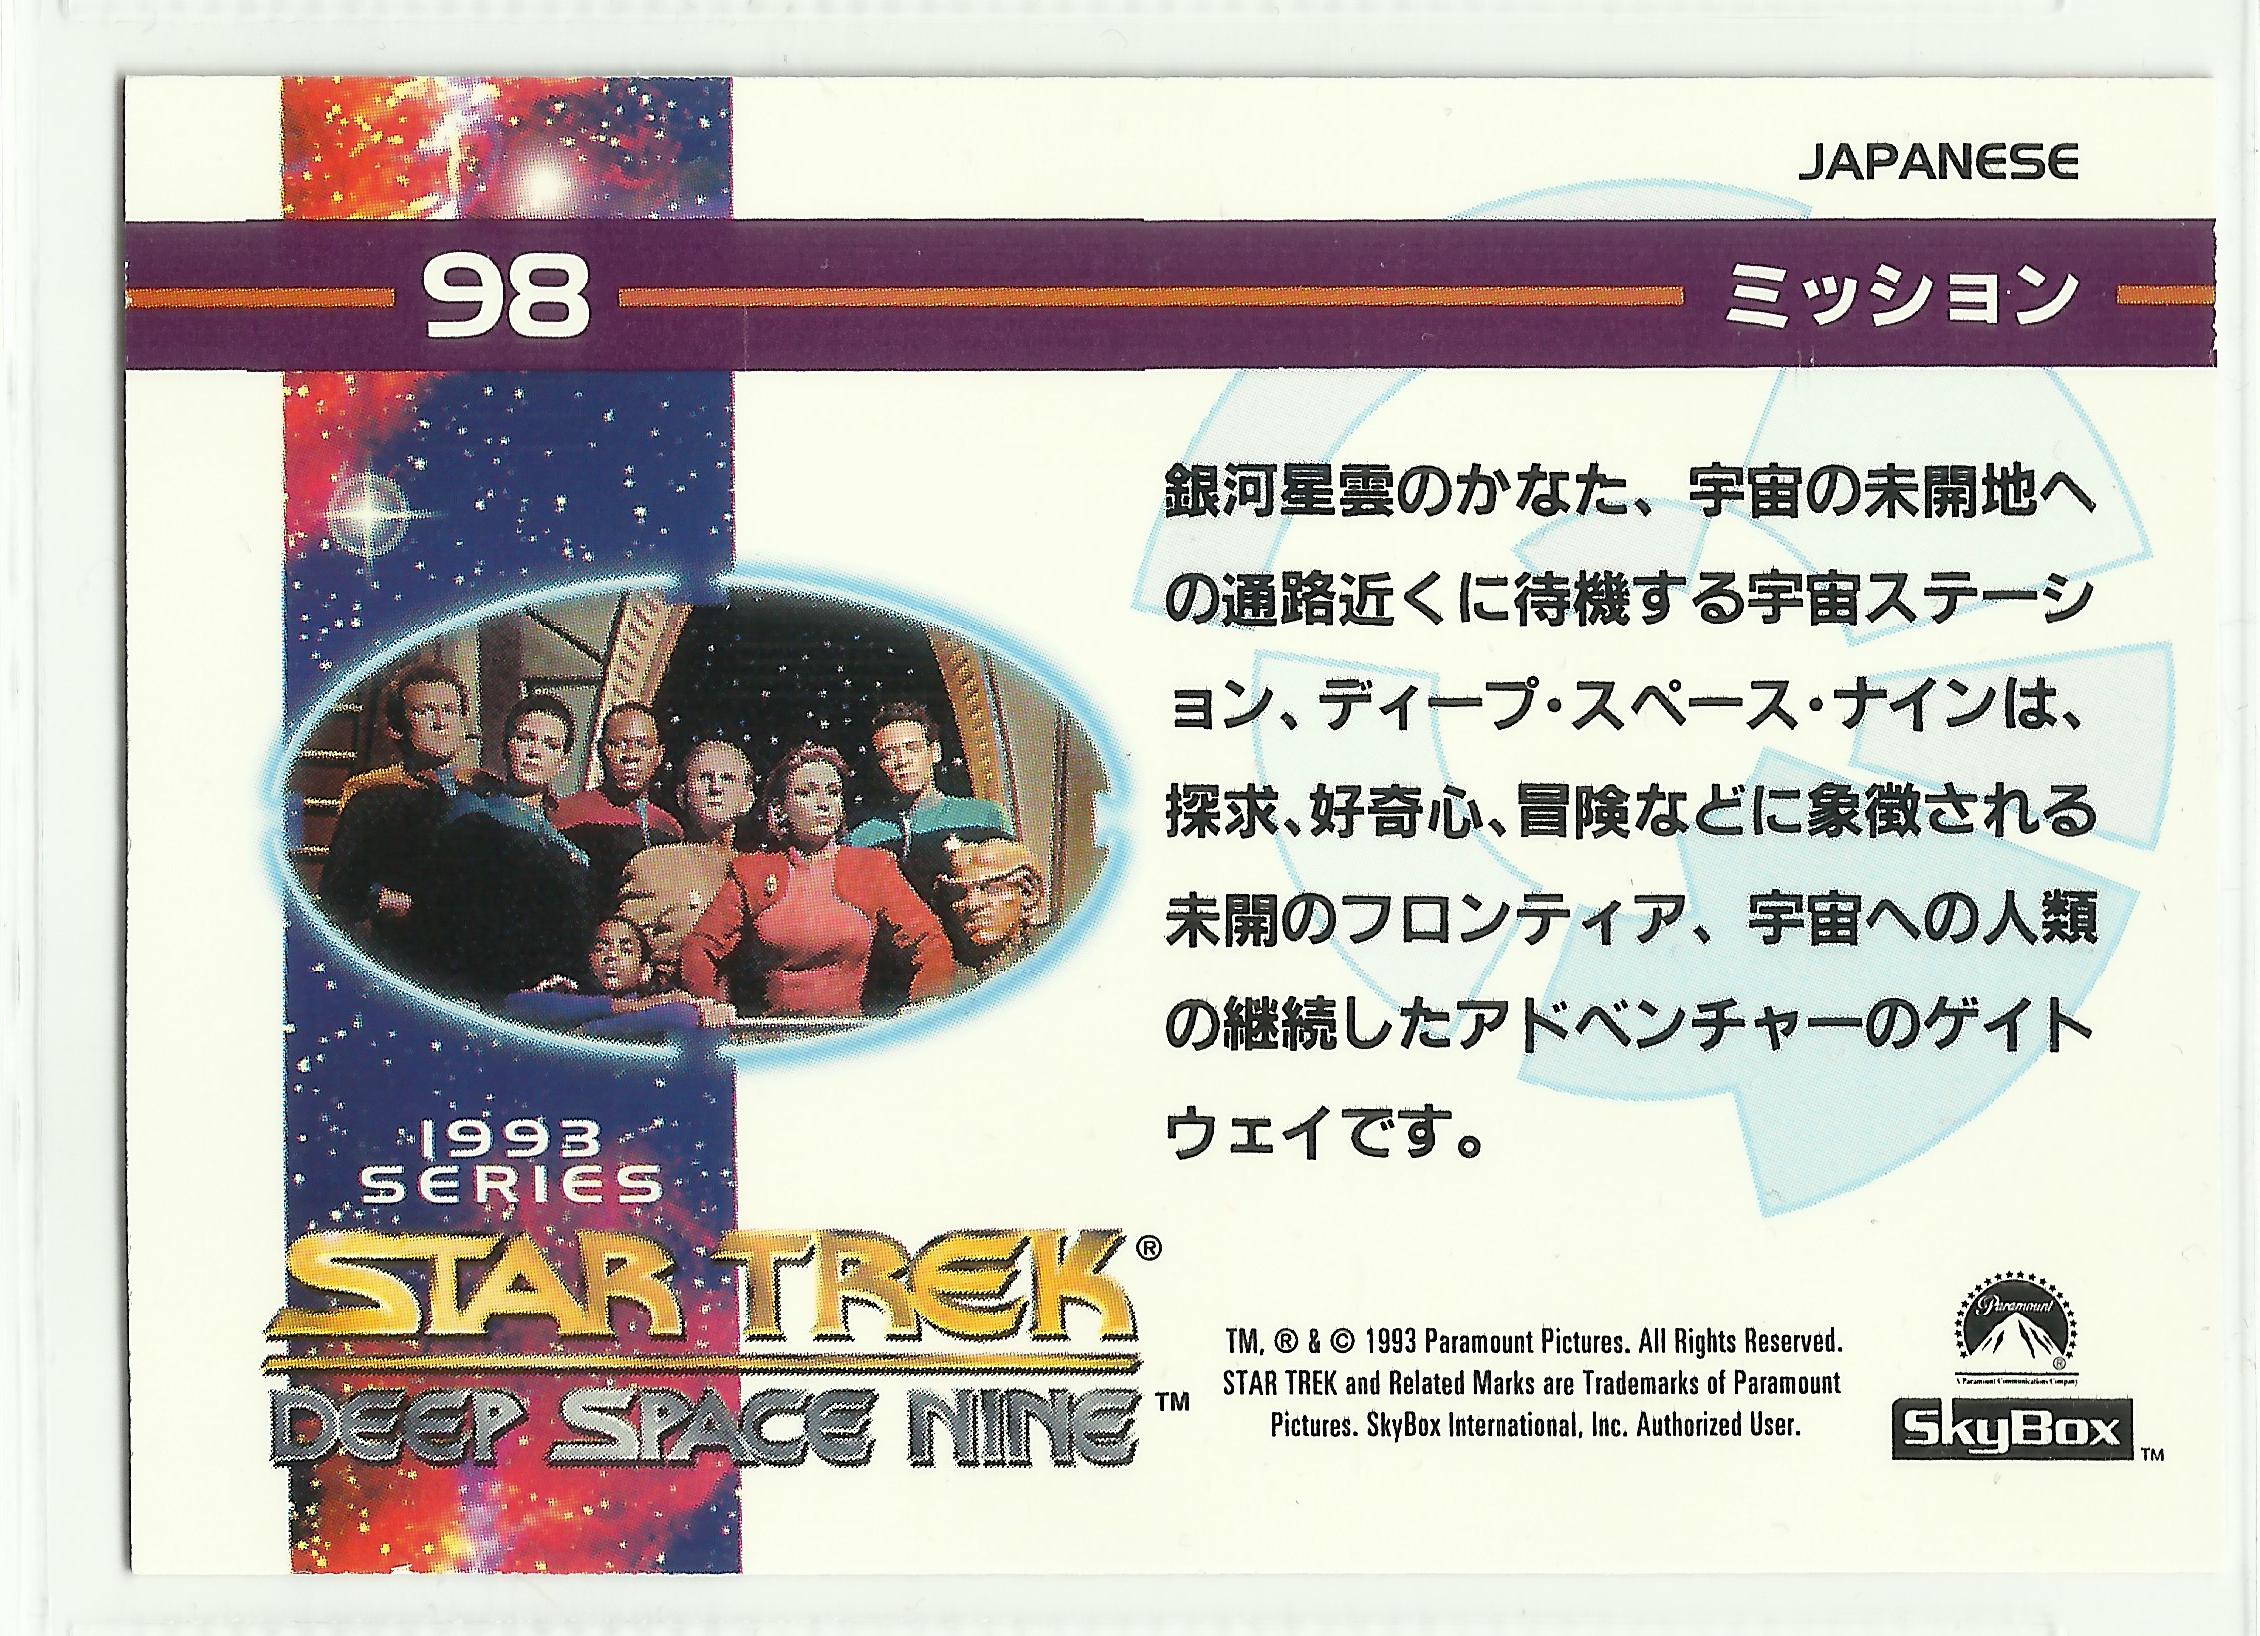 JAPANESE
98
ミッション
銀河星雲のかなた、宇宙の未開地へ
の通路近くに待機する宇宙ステーシ
ョン、ディープ・スペース・ナインは、
探求、好奇心、冒険などに象徴される
未開のフロンティア、宇宙への人類
の継続したアドベンチャーのゲイト
ウェイです。
1993
SERIES
STAR TREK®
DEEP SPACE NINE™
TM, ® & © 1993 Paramount Pictures. All Rights Reserved.
STAR TREK and Related Marks are Trademarks of Paramount
Pictures. SkyBox International, Inc. Authorized User.
Paramount
®
A Paramount Communications Company
SkyBox™